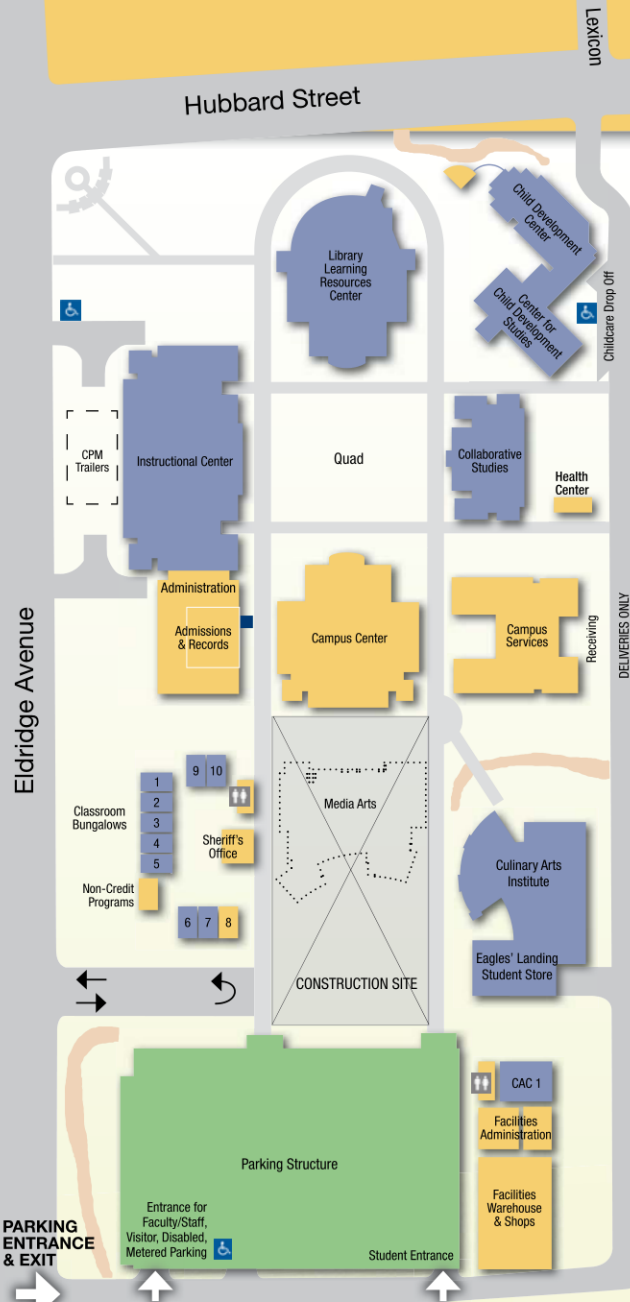 Lexicon
Hubbard Street
Child Development
Center
Library
Learning
Resources
Center
Center for
Child Development
Studies
Childcare Drop Off
CPM
Trailers
Instructional Center
Quad
Collaborative
Studies
Health
Center
Administration
Admissions
& Records
Campus Center
Campus
Services
Receiving
DELIVERIES ONLY
Eldridge Avenue
9
10
1
2
3
4
5
Classroom
Bungalows
Media Arts
Sheriff's
Office
Non-Credit
Programs
6
7
8
Culinary Arts
Institute
Eagles' Landing
Student Store
CONSTRUCTION SITE
CAC 1
Facilities
Administration
Parking Structure
Facilities
Warehouse
& Shops
Entrance for
Faculty/Staff,
Visitor, Disabled,
Metered Parking
Student Entrance
PARKING
ENTRANCE
& EXIT